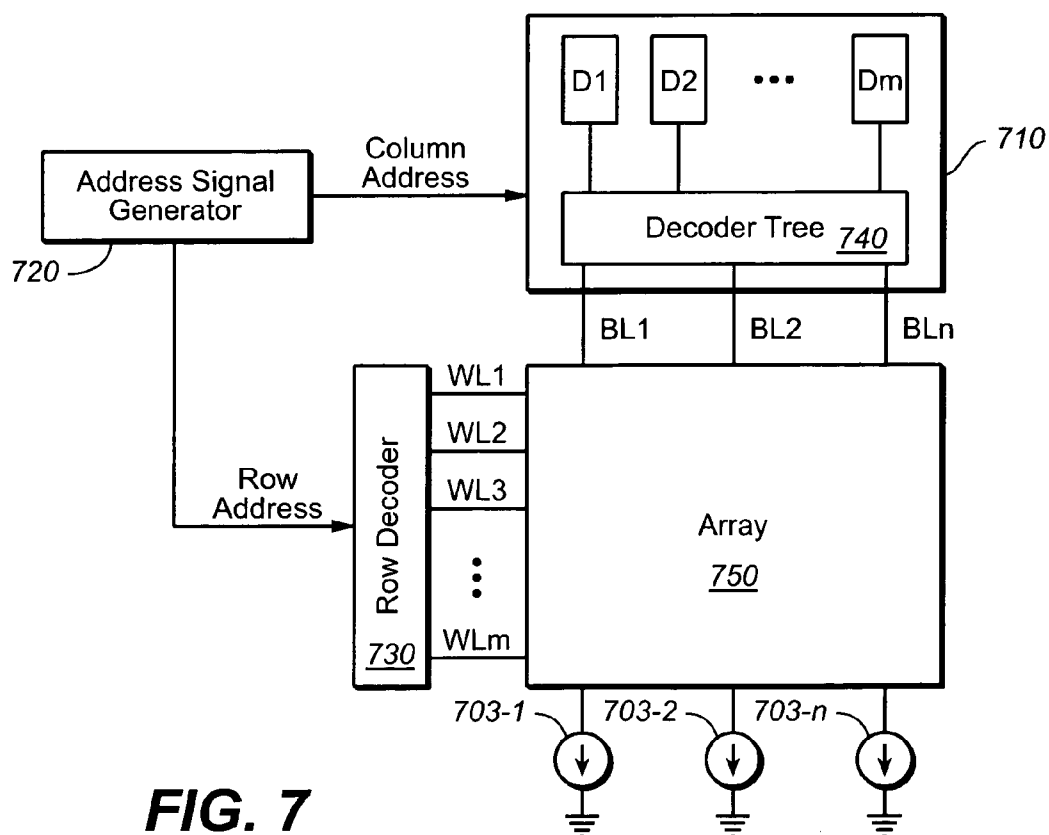 D1 D2 ••• Dm
710
Column
Address
Address Signal
Generator
720
Decoder Tree 740
BL1 BL2 BLn
WL1
WL2
WL3
•••
WLm
Row
Address
Row Decoder
730
Array
750
703-1 703-2 703-n
FIG. 7